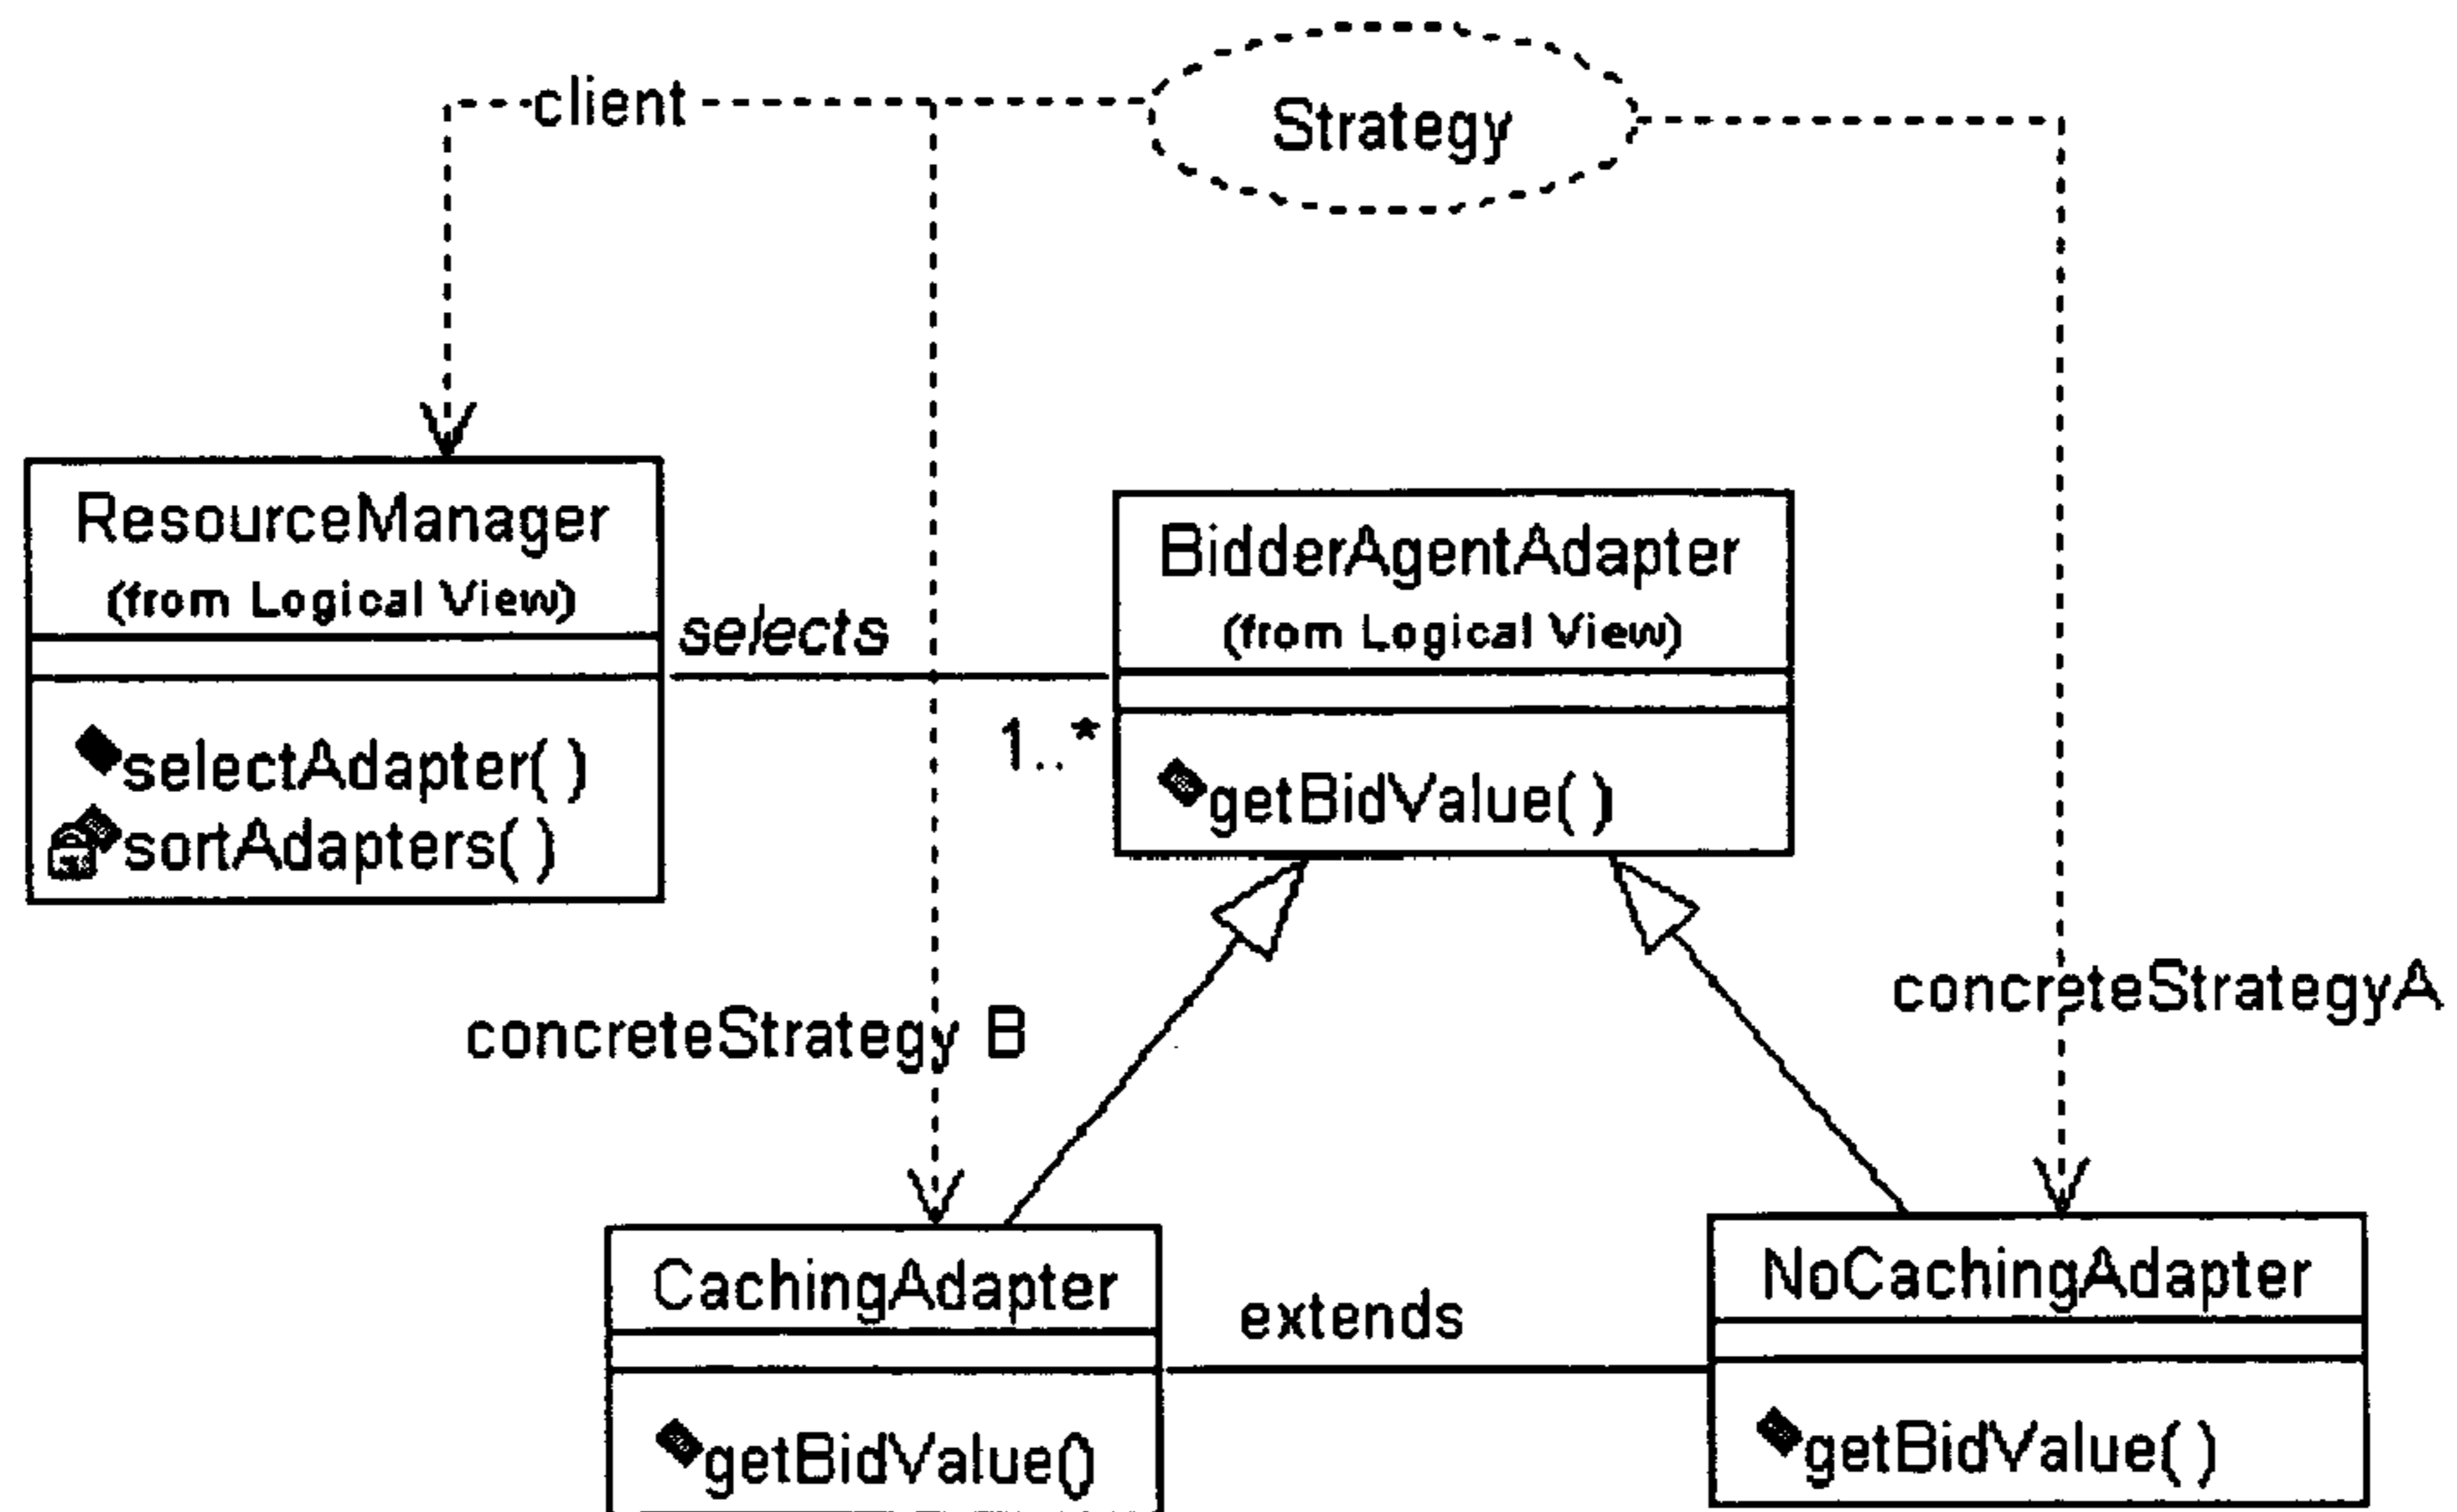 client
Strategy
ResourceManager
(from Logical View)
selectAdapter( )
sortAdapters( )
selects
1..*
BidderAgentAdapter
(from Logical View)
getBidValue( )
concreteStrategy B
concreteStrategyA
CachingAdapter
getBidValue()
extends
NoCachingAdapter
getBidValue( )